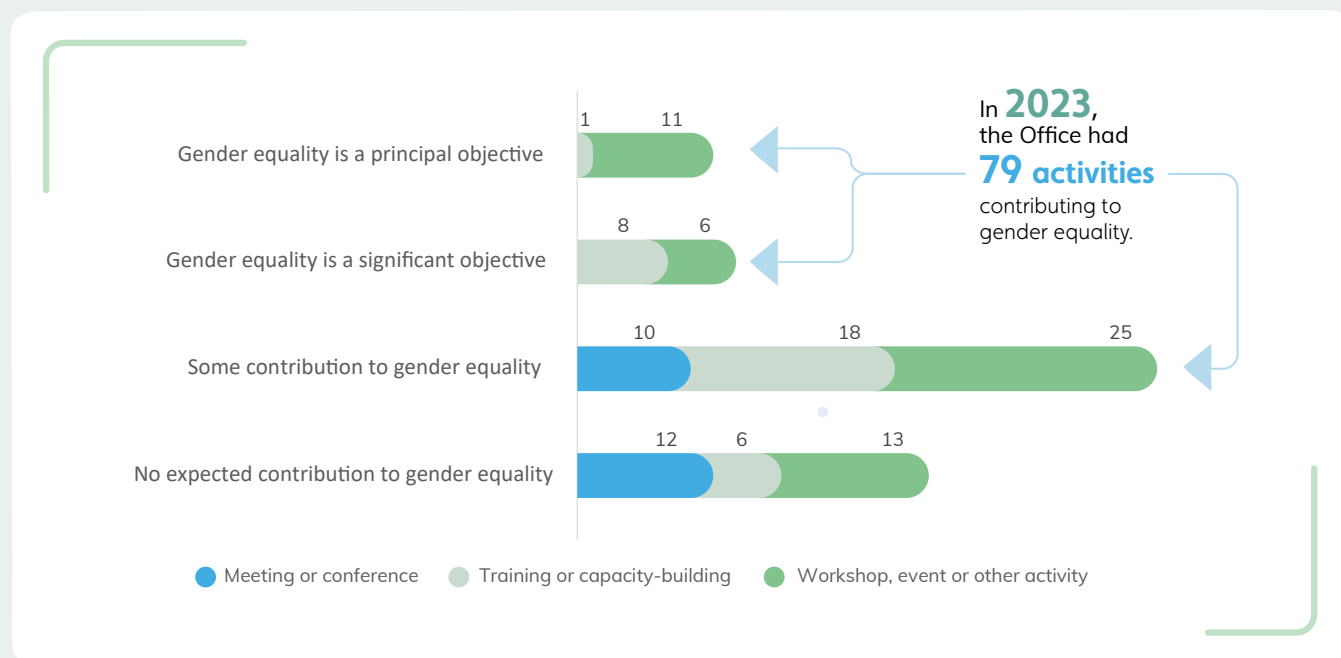 1 11
Gender equality is a principal objective
8 6
Gender equality is a significant objective
10 18 25
Some contribution to gender equality
12 6 13
No expected contribution to gender equality
In 2023,
the Office had
79 activities
contributing to
gender equality.
Meeting or conference Training or capacity-building Workshop, event or other activity